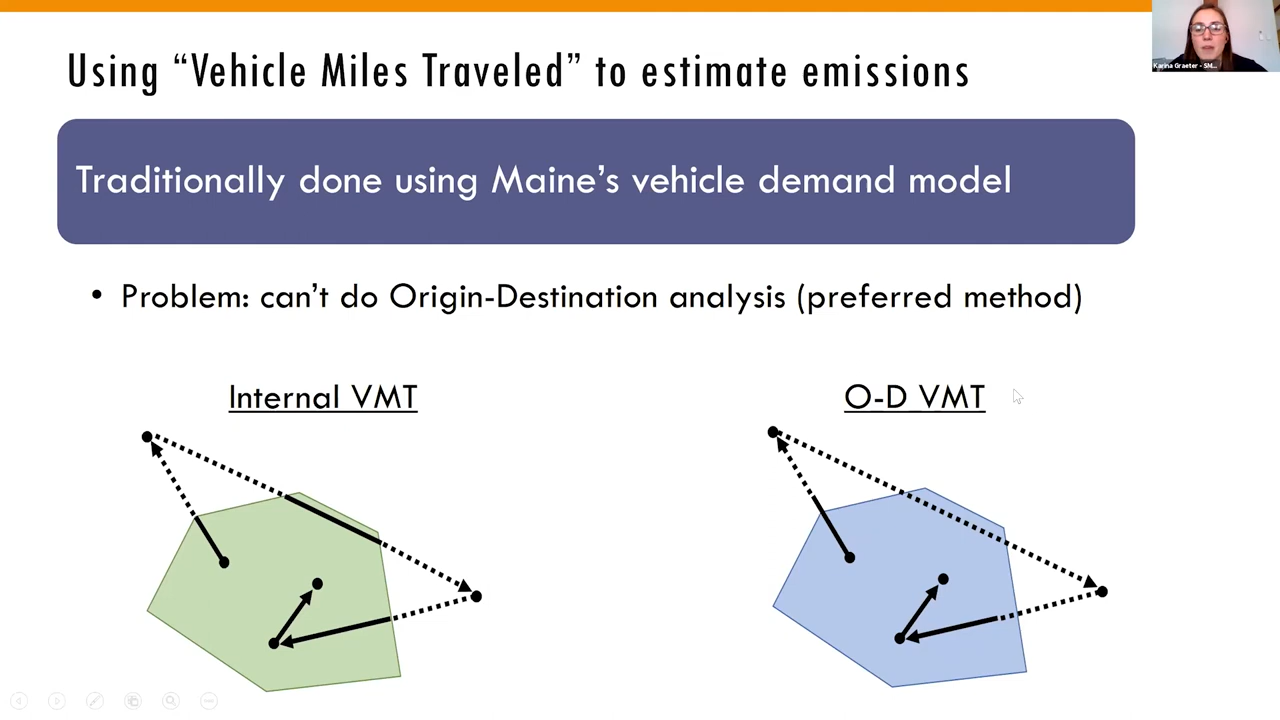 Using “Vehicle Miles Traveled” to estimate emissions
Karina Graeter - SM...
Traditionally done using Maine’s vehicle demand model
• Problem: can’t do Origin-Destination analysis (preferred method)
Internal VMT
O-D VMT